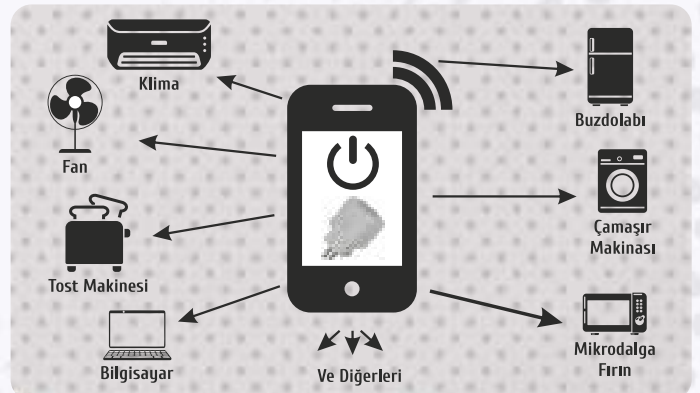 Klima
Fan
Tost Makinesi
Bilgisayar
Ve Diğerleri
Buzdolabı
Çamaşır
Makinası
Mikrodalga
Fırın